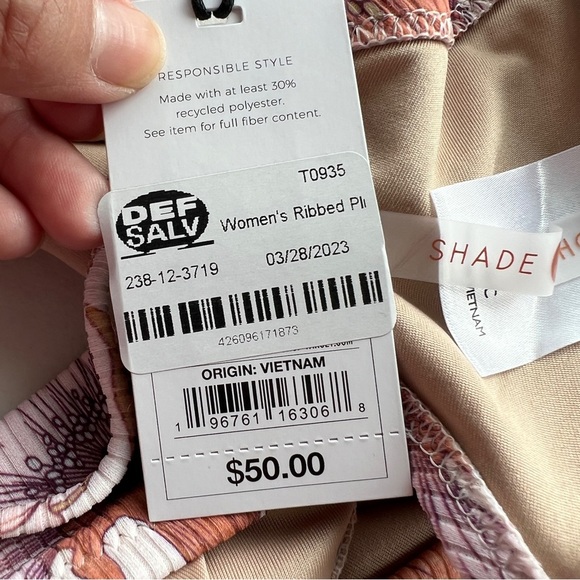 RESPONSIBLE STYLE
Made with at least 30%
recycled polyester.
See item for full fiber content.
T0935
DEF
SALV
Women's Ribbed Pl
238-12-3719
03/28/2023
426096171873
ORIGIN: VIETNAM
1 96761 16306 8
$50.00
SHADE
VIETNAM